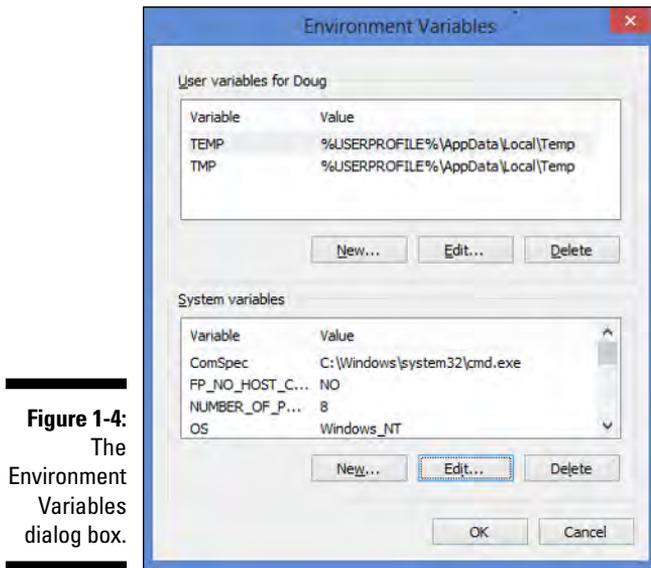 Environment Variables
User variables for Doug
Variable Value
TEMP %USERPROFILE%\AppData\Local\Temp
TMP %USERPROFILE%\AppData\Local\Temp
New... Edit... Delete
System variables
Variable Value
ComSpec C:\Windows\system32\cmd.exe
FP_NO_HOST_C... NO
NUMBER_OF_P... 8
OS Windows_NT
New... Edit... Delete
OK Cancel
Figure 1-4:
The
Environment
Variables
dialog box.